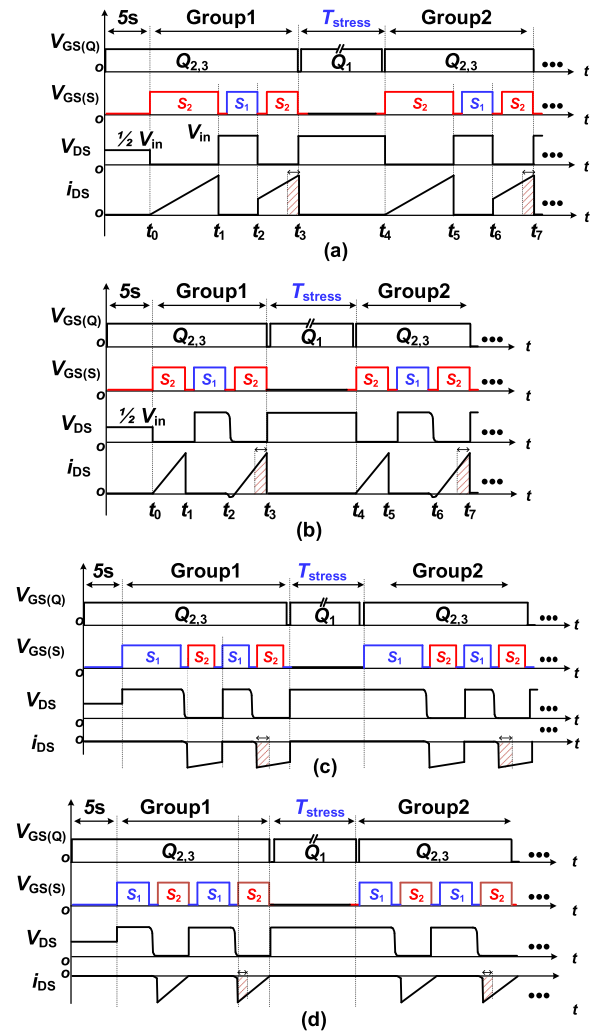 5s Group1 Tstress Group2
VGS(Q) Q2,3 Q1 Q2,3 ••• t
o
VGS(S) S2 S1 S2 S2 S1 S2 ••• t
o
VDS ½ Vin Vin ••• t
o
iDS ••• t
o
t0 t1 t2 t3 t4 t5 t6 t7
(a)
5s Group1 Tstress Group2
VGS(Q) Q2,3 Q1 Q2,3 ••• t
o
VGS(S) S2 S1 S2 S2 S1 S2 ••• t
o
VDS ½ Vin ••• t
o
iDS ••• t
o
t0 t1 t2 t3 t4 t5 t6 t7
(b)
5s Group1 Tstress Group2
VGS(Q) Q2,3 Q1 Q2,3 ••• t
o
VGS(S) S1 S2 S1 S2 S1 S2 S1 S2 ••• t
o
VDS ••• t
o
iDS o ••• t
(c)
5s Group1 Tstress Group2
VGS(Q) Q2,3 Q1 Q2,3 ••• t
o
VGS(S) S1 S2 S1 S2 S1 S2 S1 S2 ••• t
o
VDS ••• t
o
iDS o ••• t
(d)